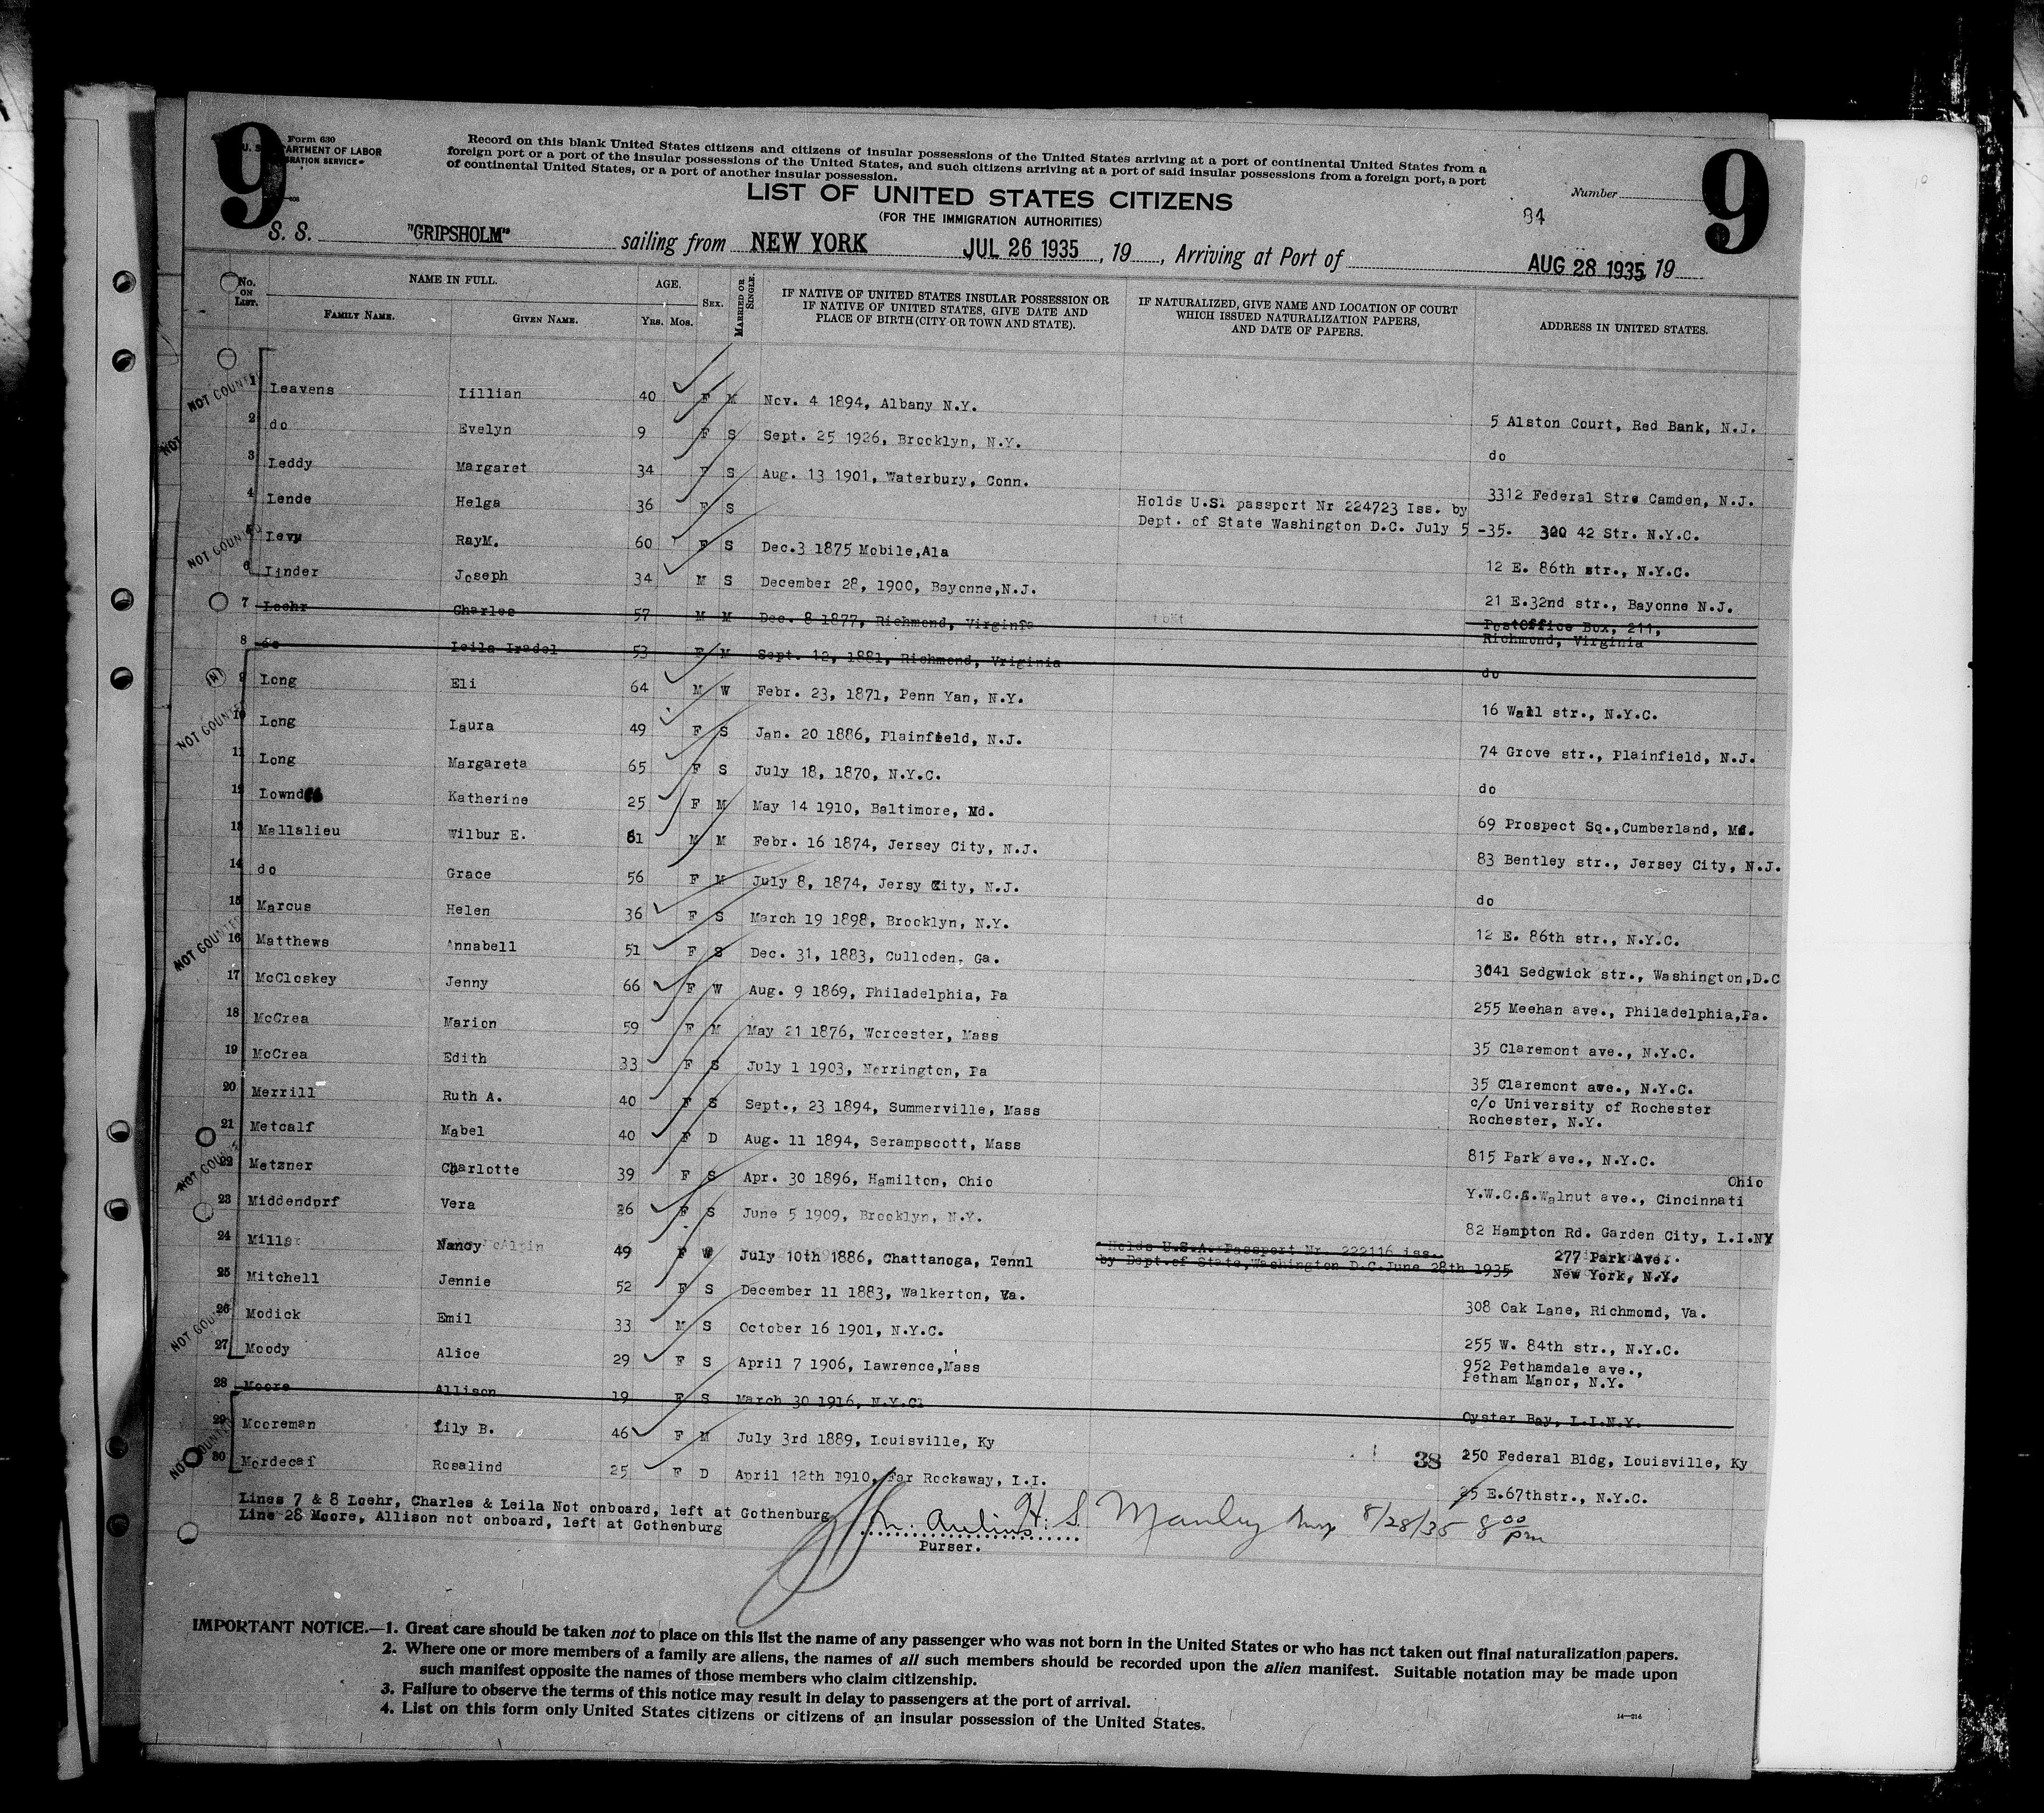 9
Form 630
U. S. DEPARTMENT OF LABOR
IMMIGRATION SERVICE
Record on this blank United States citizens and citizens of insular possessions of the United States arriving at a port of continental United States from a
foreign port or a port of the insular possessions of the United States, and such citizens arriving at a port of said insular possessions from a foreign port, a port
of continental United States, or a port of another insular possession.
LIST OF UNITED STATES CITIZENS
(FOR THE IMMIGRATION AUTHORITIES)
Number
84
9
S. S. "GRIPSHOLM" sailing from NEW YORK JUL 26 1935, 19 , Arriving at Port of AUG 28 1935, 19
No. ON LIST. NAME IN FULL. FAMILY NAME. GIVEN NAME. AGE. Yrs. Mos. SEX. MARRIED OR SINGLE. IF NATIVE OF UNITED STATES INSULAR POSSESSION OR IF NATIVE OF UNITED STATES, GIVE DATE AND PLACE OF BIRTH (CITY OR TOWN AND STATE). IF NATURALIZED, GIVE NAME AND LOCATION OF COURT WHICH ISSUED NATURALIZATION PAPERS, AND DATE OF PAPERS. ADDRESS IN UNITED STATES.
1 Leavens Lillian 40 F M Nov. 4 1894, Albany N.Y. 5 Alston Court, Red Bank, N.J.
2 do Evelyn 9 F S Sept. 25 1926, Brocklyn, N.Y. do
3 Leddy Margaret 34 F S Aug. 13 1901, Waterbury, Conn. 3312 Federal Stre Camden, N.J.
4 Lende Helga 36 F S Holds U.S. passport Nr 224723 Iss. by
Dept. of State Washington D.C. July 5 -35. 320 42 Str. N.Y.C.
5 Levy RayM. 60 F S Dec.3 1875 Mobile,Ala 12 E. 86th str., N.Y.C.
6 Linder Joseph 34 M S December 28, 1900, Bayonne,N.J. 21 E.32nd str., Bayonne N.J.
7 Loehr Charles 57 M M Dec. 8 1877, Richmond, Virginia PostOffice Box, 211,
Richmond, Virginia
8 do Leila Iradel 53 F M Sept. 12, 1881, Richmond, Vriginia do
9 Long Eli 64 M W Febr. 23, 1871, Penn Yan, N.Y. 16 Wall str., N.Y.C.
10 Long Laura 49 F S Jan. 20 1886, Plainfield, N.J. 74 Grove str., Plainfield, N.J.
11 Long Margareta 65 F S July 18, 1870, N.Y.C. do
12 Lownd Katherine 25 F M May 14 1910, Baltimore, Md. 69 Prospect Sq.,Cumberland, Md.
13 Mallalieu Wilbur E. 61 M M Febr. 16 1874, Jersey City, N.J. 83 Bentley str., Jersey City, N.J.
14 do Grace 56 F M July 8, 1874, Jersy City, N.J. do
15 Marcus Helen 36 F S March 19 1898, Brocklyn, N.Y. 12 E. 86th str., N.Y.C.
16 Matthews Annabell 51 F S Dec. 31, 1883, Culloden, Ga. 3041 Sedgwick str., Washington,D.C
17 McCloskey Jenny 66 F W Aug. 9 1869, Philadelphia, Pa 255 Meehan ave., Philadelphia,Pa.
18 McCrea Marion 59 F M May 21 1876, Worcester, Mass 35 Claremont ave., N.Y.C.
19 McCrea Edith 33 F S July 1 1903, Norrington, Pa 35 Claremont ave., N.Y.C.
20 Merrill Ruth A. 40 F S Sept., 23 1894, Summerville, Mass c/o University of Rochester
Rochester, N.Y.
21 Metcalf Mabel 40 F D Aug. 11 1894, Serampscott, Mass 815 Park ave., N.Y.C.
22 Metzner Charlotte 39 F S Apr. 30 1896, Hamilton, Ohio Ohio
Y.W.C.A.Walnut ave., Cincinnati
23 Middendorf Vera 26 F S June 5 1909, Brocklyn, N.Y. 82 Hampton Rd. Garden City, L.I.NY
24 Mills Nancy McAlpin 49 F W July 10th 1886, Chattanoga, Tennl Holds U.S.A. Passport Nr. 222116 iss.
by Dept.of State,Washington D.C.June 28th 1935 277 Park Ave.
New York, N.Y.
25 Mitchell Jennie 52 F S December 11 1883, Walkerton, Va. 308 Oak Lane, Richmond, Va.
26 Modick Emil 33 M S October 16 1901, N.Y.C. 255 W. 84th str., N.Y.C.
27 Moody Alice 29 F S April 7 1906, Lawrence,Mass 952 Pethamdale ave.,
Petham Manor, N.Y.
28 Moore Allison 19 F S March 30 1916, N.Y.C. Oyster Bay, L.I.N.Y.
29 Mooreman Lily B. 46 F M July 3rd 1889, Louisville, Ky 250 Federal Bldg, Louisville, Ky
30 Mordecai Rosalind 25 F D April 12th 1910, Far Rockaway, L.I. 38 25 E.67thstr., N.Y.C.
NOT COUNTED
Lines 7 & 8 Loehr, Charles & Leila Not onboard, left at Gothenburg
Line 28 Moore, Allison not onboard, left at Gothenburg
Purser.
H. S. Manley 8/28/35 8 00 pm
IMPORTANT NOTICE.—1. Great care should be taken not to place on this list the name of any passenger who was not born in the United States or who has not taken out final naturalization papers.
2. Where one or more members of a family are aliens, the names of all such members should be recorded upon the alien manifest. Suitable notation may be made upon
such manifest opposite the names of those members who claim citizenship.
3. Failure to observe the terms of this notice may result in delay to passengers at the port of arrival.
4. List on this form only United States citizens or citizens of an insular possession of the United States.
14—216